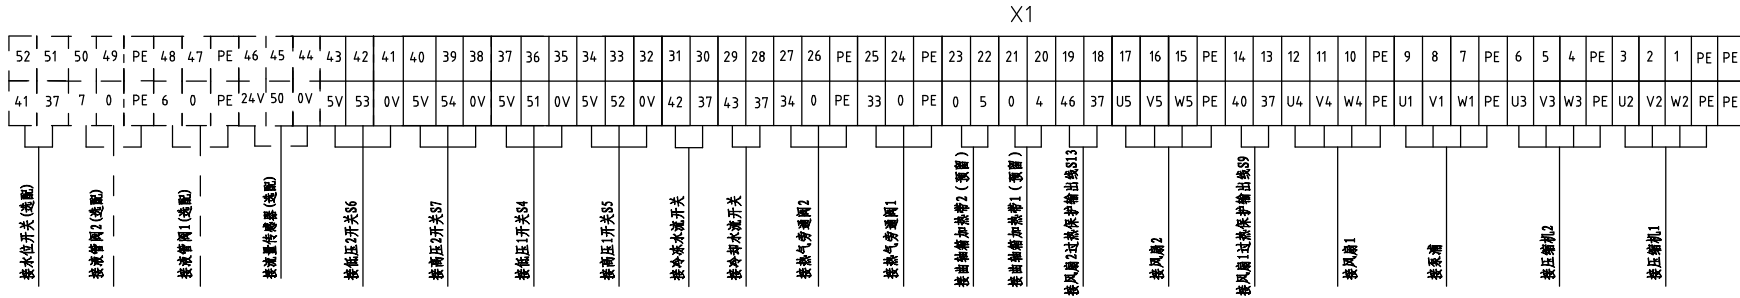 X1
52 51 50 49 PE 48 47 PE 46 45 44 43 42 41 40 39 38 37 36 35 34 33 32 31 30 29 28 27 26 PE 25 24 PE 23 22 21 20 19 18 17 16 15 PE 14 13 12 11 10 PE 9 8 7 PE 6 5 4 PE 3 2 1 PE PE
41 37 7 0 PE 6 0 PE 24V 50 0V 5V 53 0V 5V 54 0V 5V 51 0V 5V 52 0V 42 37 43 37 34 0 PE 33 0 PE 0 5 0 4 46 37 U5 V5 W5 PE 40 37 U4 V4 W4 PE U1 V1 W1 PE U3 V3 W3 PE U2 V2 W2 PE PE
接水位开关(选配)
接液管阀2(选配)
接液管阀1(选配)
接流量传感器(选配)
接低压2开关S6
接高压2开关S7
接低压1开关S4
接高压1开关S5
接冷冻水流开关
接冷却水流开关
接热气旁通阀2
接热气旁通阀1
接曲轴箱加热带2(预留)
接曲轴箱加热带1(预留)
接风扇2过热保护输出线S13
接风扇2
接风扇1过热保护输出线S9
接风扇1
接泵浦
接压缩机2
接压缩机1